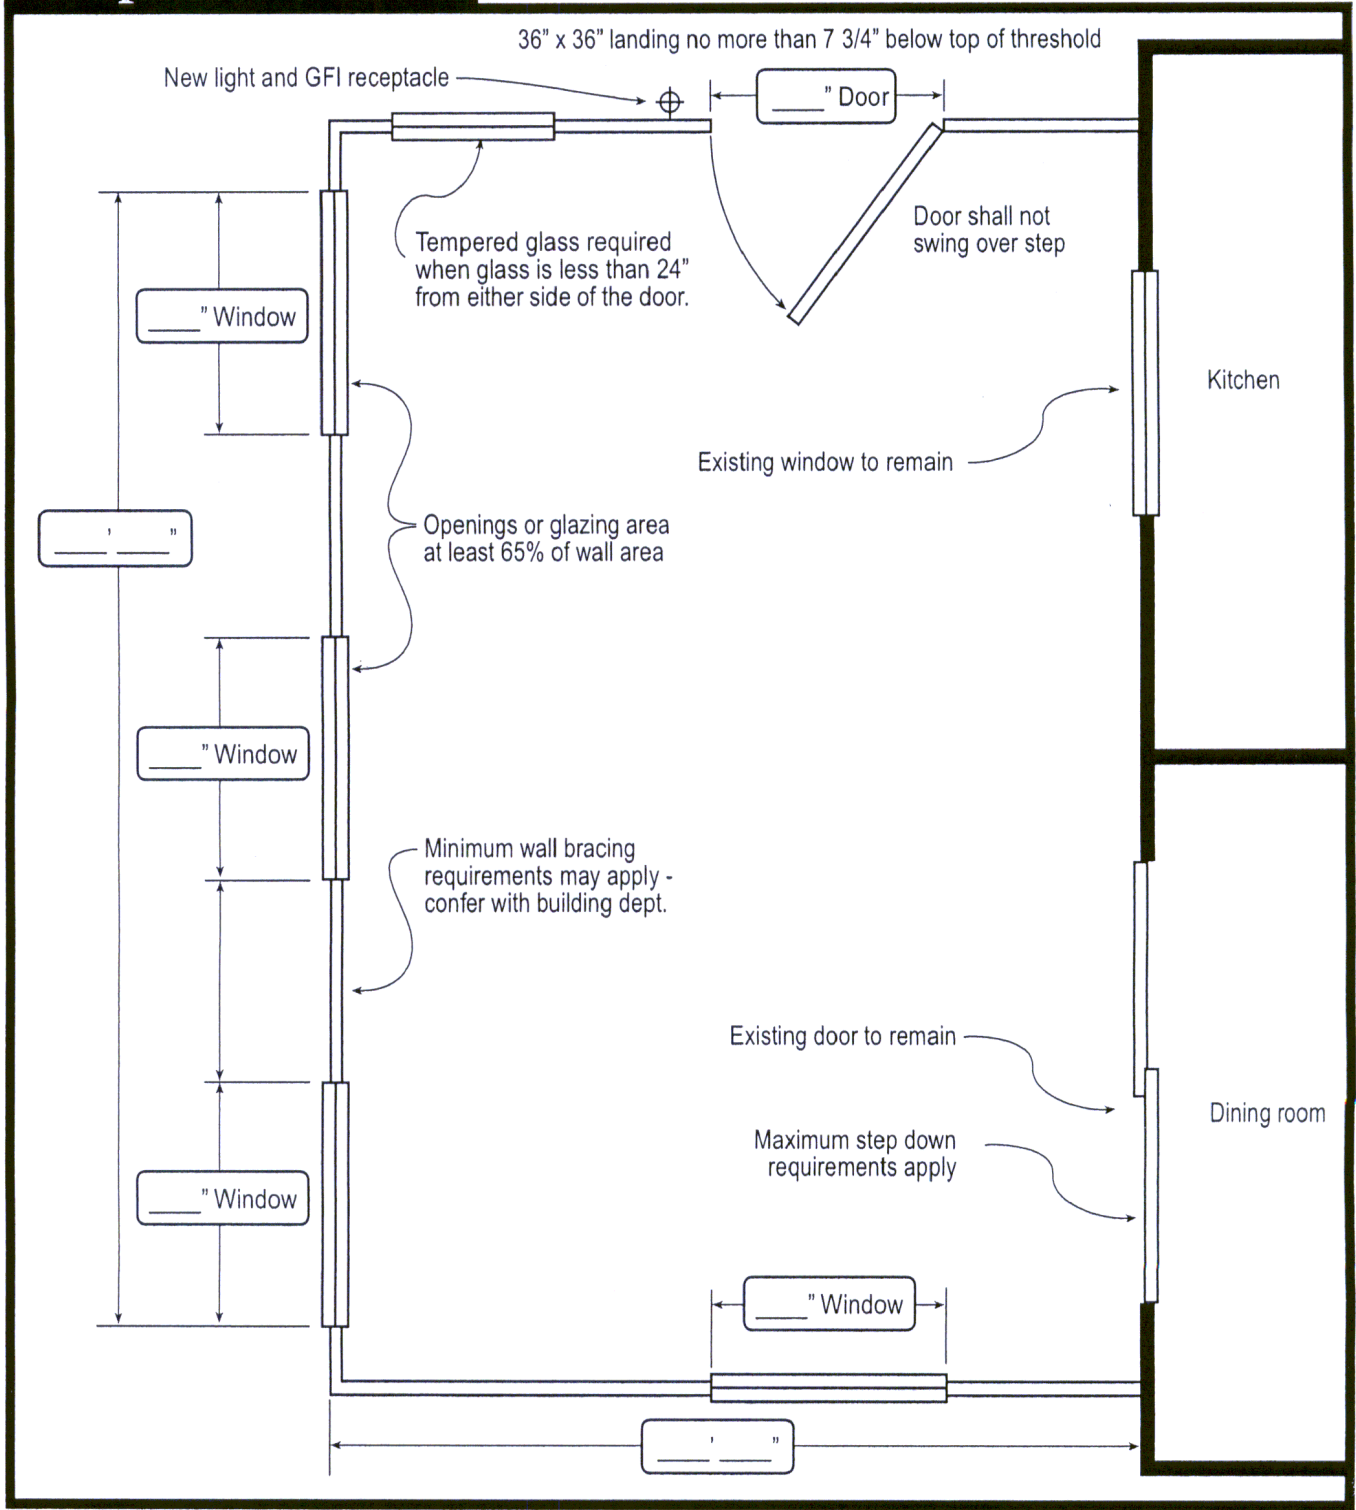 36” x 36” landing no more than 7 3/4” below top of threshold
New light and GFI receptacle
____” Door
Door shall not
swing over step
Tempered glass required
when glass is less than 24”
from either side of the door.
____” Window
Kitchen
Existing window to remain
____’ ____”
Openings or glazing area
at least 65% of wall area
____” Window
Minimum wall bracing
requirements may apply -
confer with building dept.
Existing door to remain
Dining room
Maximum step down
requirements apply
____” Window
____” Window
____’ ____”